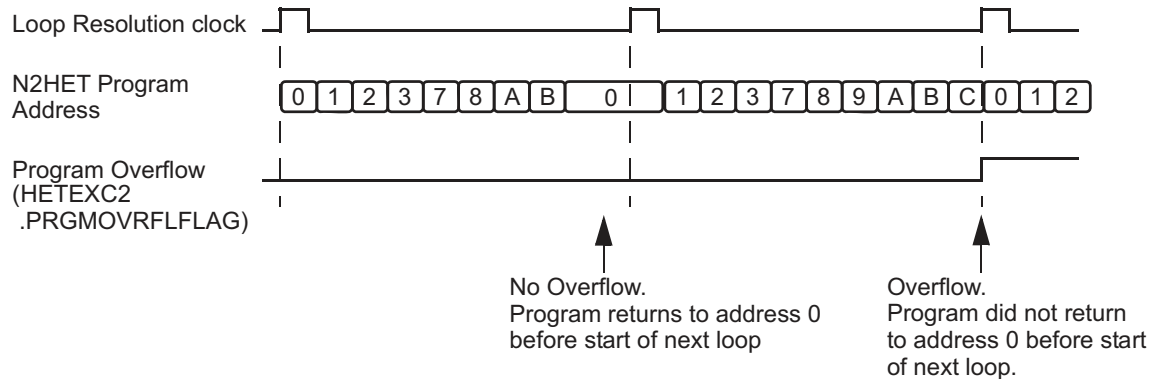 Loop Resolution clock
N2HET Program
Address
0 1 2 3 7 8 A B 0 1 2 3 7 8 9 A B C 0 1 2
Program Overflow
(HETEXC2
.PRGMOVRFLFLAG)
No Overflow.
Program returns to address 0
before start of next loop
Overflow.
Program did not return
to address 0 before start
of next loop.